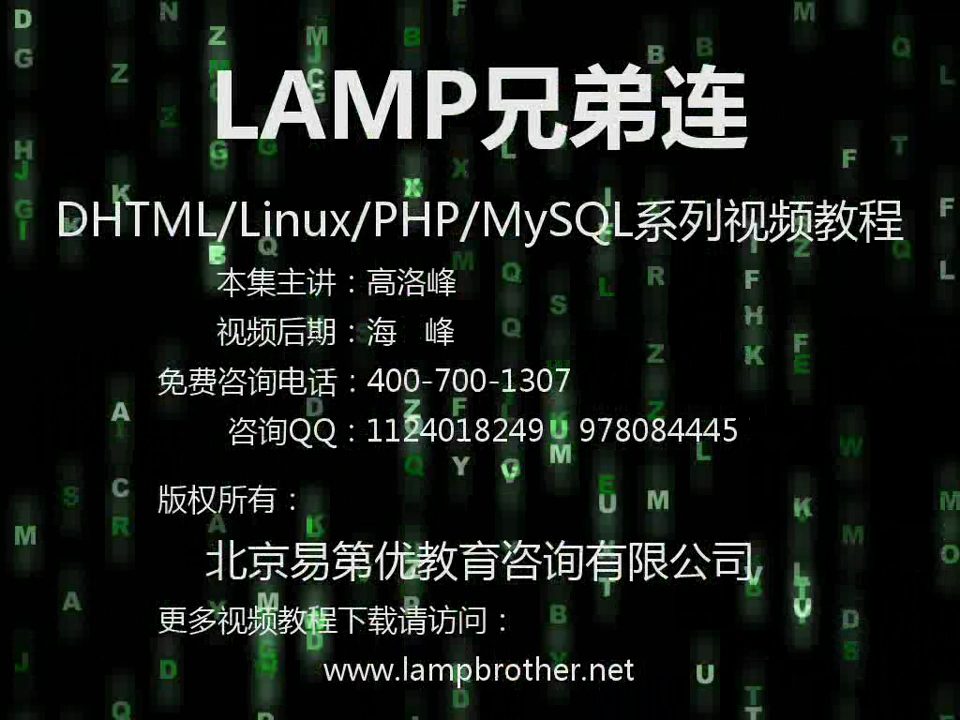 LAMP兄弟连
DHTML/Linux/PHP/MySQL系列视频教程
本集主讲：高洛峰
视频后期：海 峰
免费咨询电话：400-700-1307
咨询QQ：1124018249 978084445
版权所有：
北京易第优教育咨询有限公司
更多视频教程下载请访问：
www.lampbrother.net